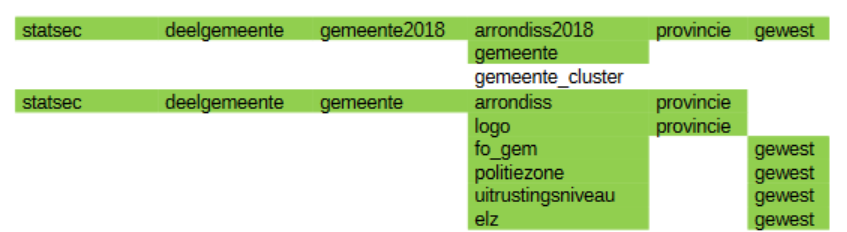 statsec deelgemeente gemeente2018 arrondiss2018 provincie gewest
gemeente
gemeente_cluster
statsec deelgemeente gemeente arrondiss provincie
logo provincie
fo_gem gewest
politiezone gewest
uitrustingsniveau gewest
elz gewest